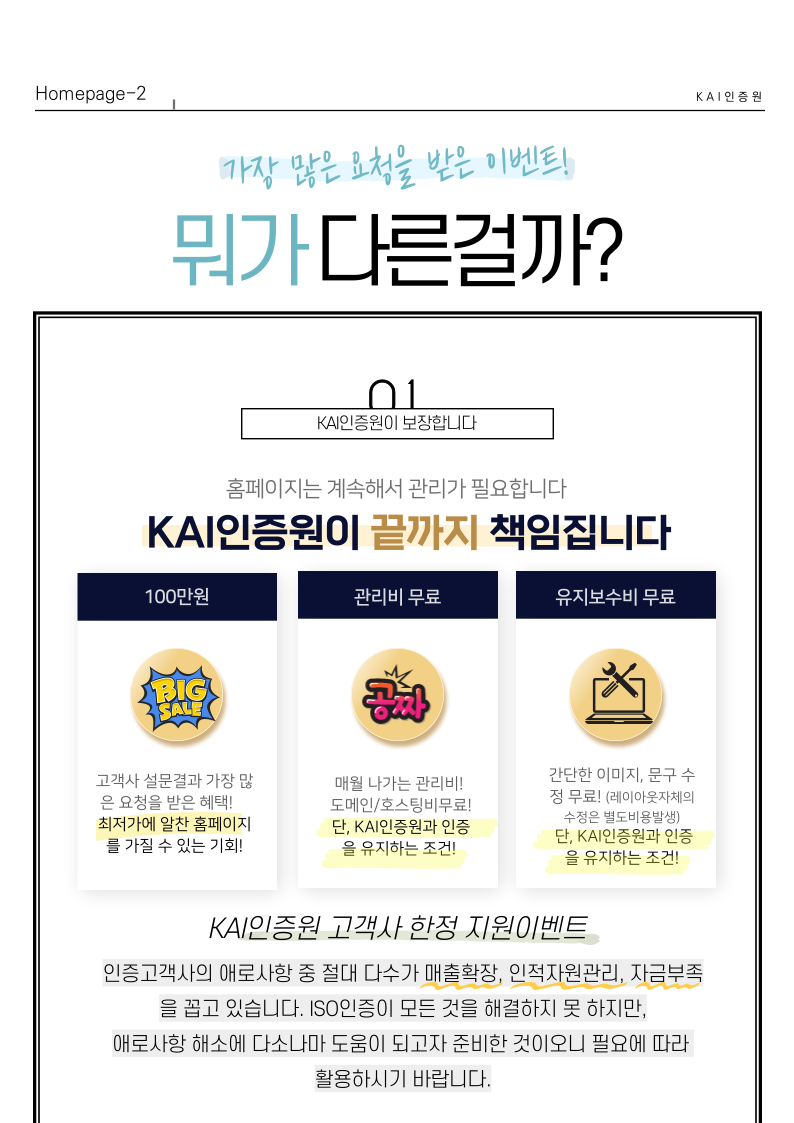 Homepage-2
KAI인증원
가장 많은 요청을 받은 이벤트!
뭐가 다른걸까?
01
KAI인증원이 보장합니다
홈페이지는 계속해서 관리가 필요합니다
KAI인증원이 끝까지 책임집니다
100만원
BIG
SALE
고객사 설문결과 가장 많
은 요청을 받은 혜택!
최저가에 알찬 홈페이지
를 가질 수 있는 기회!
관리비 무료
공짜
매월 나가는 관리비!
도메인/호스팅비무료!
단, KAI인증원과 인증
을 유지하는 조건!
유지보수비 무료
간단한 이미지, 문구 수
정 무료! (레이아웃자체의
수정은 별도비용발생)
단, KAI인증원과 인증
을 유지하는 조건!
KAI인증원 고객사 한정 지원이벤트
인증고객사의 애로사항 중 절대 다수가 매출확장, 인적자원관리, 자금부족
을 꼽고 있습니다. ISO인증이 모든 것을 해결하지 못 하지만,
애로사항 해소에 다소나마 도움이 되고자 준비한 것이오니 필요에 따라
활용하시기 바랍니다.